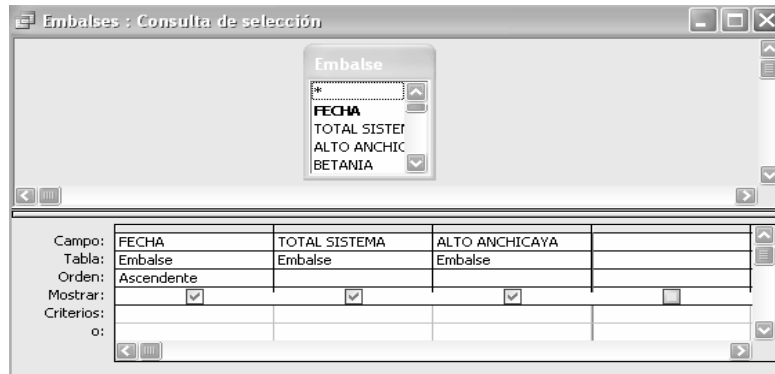 Embalses : Consulta de selección
Embalse
*
FECHA
TOTAL SISTEM
ALTO ANCHIC
BETANIA
Campo: FECHA TOTAL SISTEMA ALTO ANCHICAYA
Tabla: Embalse Embalse Embalse
Orden: Ascendente
Mostrar:
Criterios:
o: